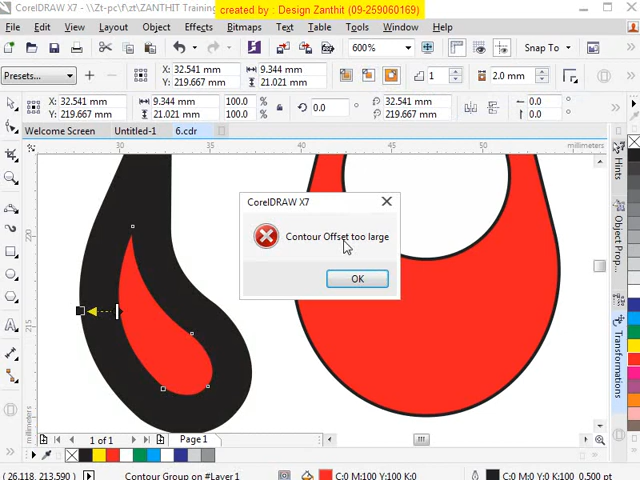 CorelDRAW X7 - [\\Zt-pc\f\zt\ZANTHIT Training
created by : Design Zanthit (09-259060169)
File Edit View Layout Object Effects Bitmaps Text Table Tools Window Help
600% Snap To
Presets... X: 32.541 mm Y: 219.667 mm 9.344 mm 21.021 mm 1 2.0 mm
X: 32.541 mm Y: 219.667 mm 9.344 mm 21.021 mm 100.0 % 100.0 % 0.0 32.541 mm 219.667 mm 0.0 0.0
Welcome Screen Untitled-1 6.cdr
35 45 50 55 millimeters
220
215
millimeters
Hints
Object Prop...
Transformations
CorelDRAW X7
Contour Offset too large
OK
1 of 1 Page 1
(26.118, 213.590) Contour Group on #Layer 1 C:0 M:100 Y:100 K:0 C:0 M:0 Y:0 K:100 0.500 pt